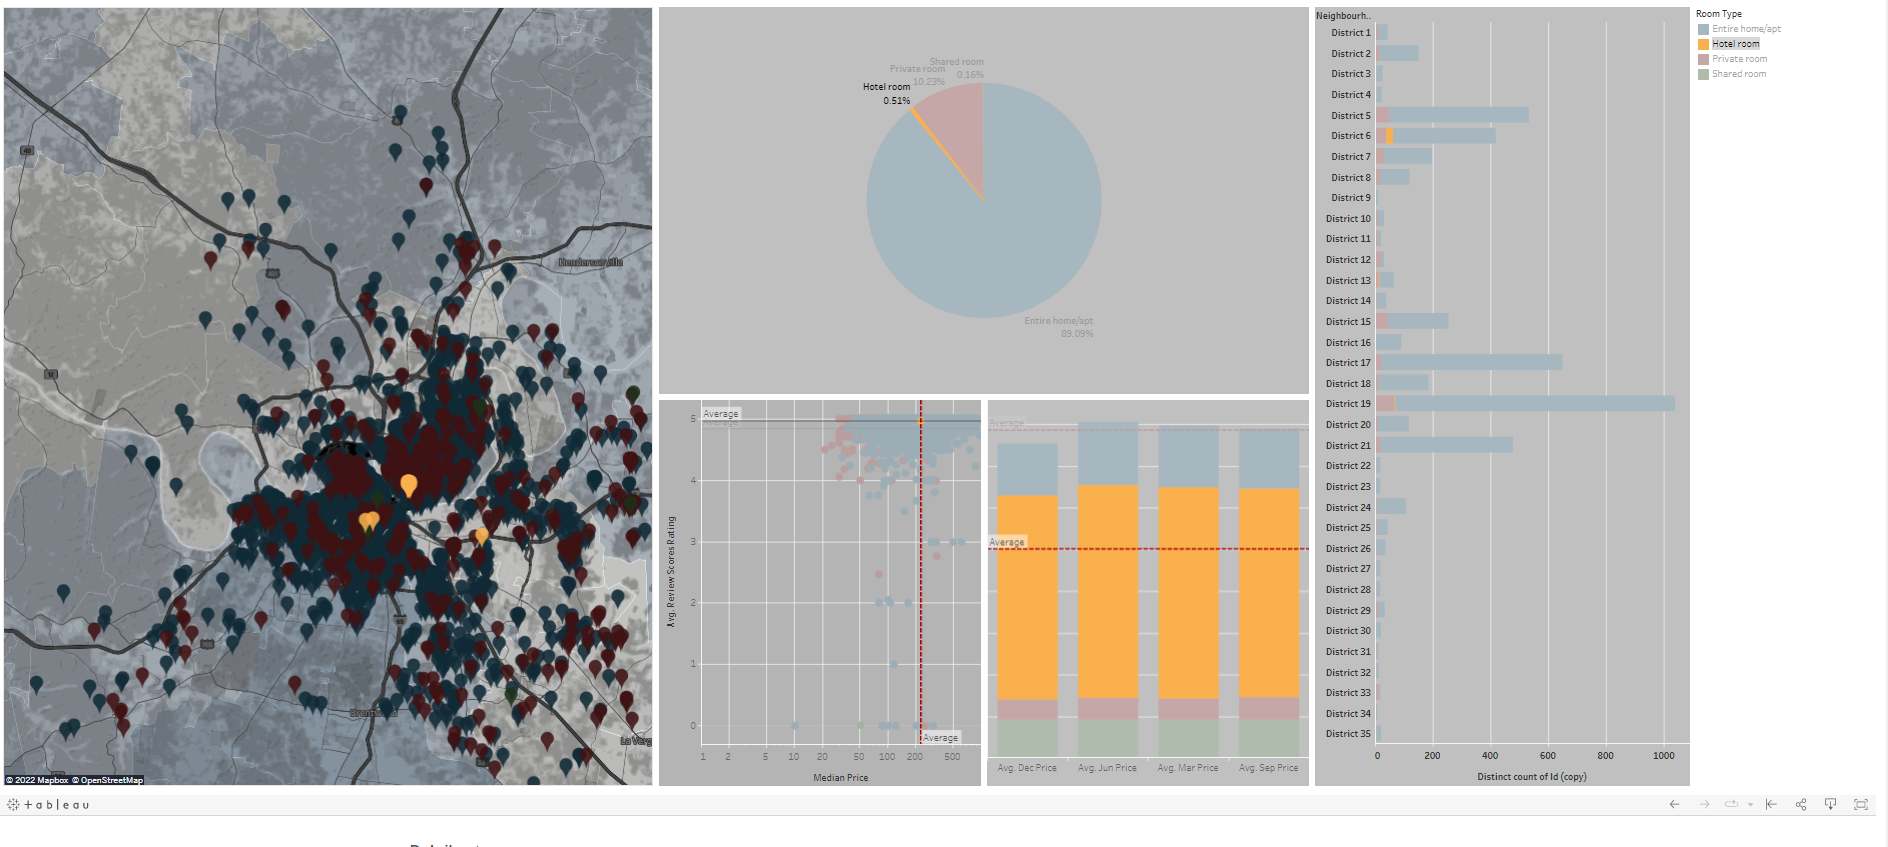 Hendersonville
40
Brentwood
La Verg
© 2022 Mapbox © OpenStreetMap
Shared room
0.16%
Private room
10.23%
Hotel room
0.51%
Entire home/apt
89.09%
Average
Average
5
4
3
2
1
0
Avg. Review Scores Rating
Average
1
2
5
10
20
50
100
200
500
Median Price
Average
Average
Avg. Dec Price
Avg. Jun Price
Avg. Mar Price
Avg. Sep Price
Neighbourh..
District 1
District 2
District 3
District 4
District 5
District 6
District 7
District 8
District 9
District 10
District 11
District 12
District 13
District 14
District 15
District 16
District 17
District 18
District 19
District 20
District 21
District 22
District 23
District 24
District 25
District 26
District 27
District 28
District 29
District 30
District 31
District 32
District 33
District 34
District 35
0
200
400
600
800
1000
Distinct count of Id (copy)
Room Type
Entire home/apt
Hotel room
Private room
Shared room
+ableau